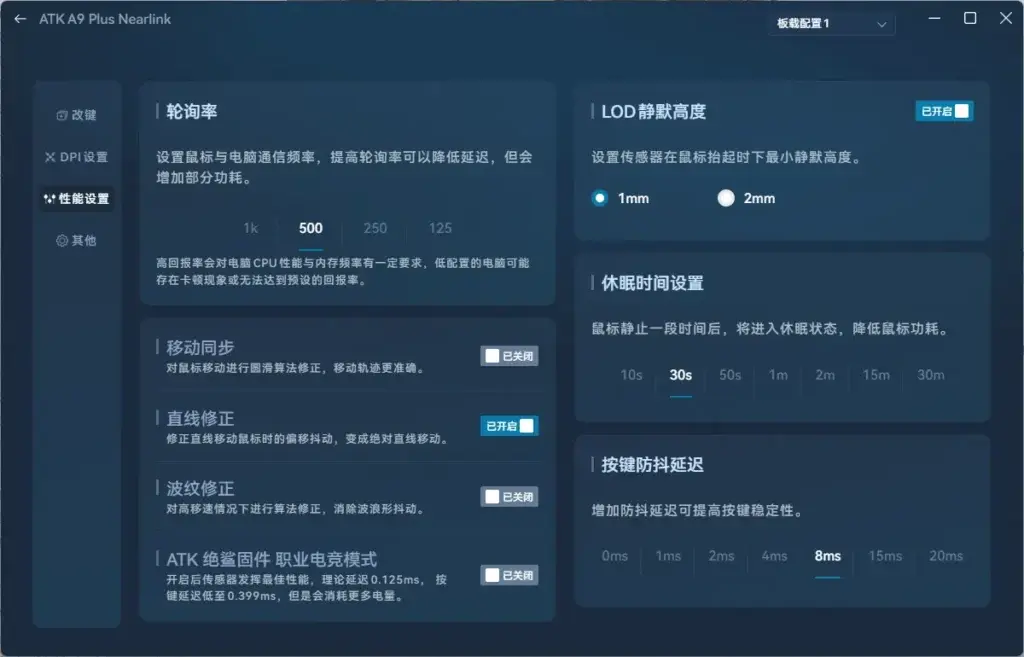 ATK A9 Plus Nearlink
板载配置1
改键
DPI设置
性能设置
其他
轮询率
设置鼠标与电脑通信频率，提高轮询率可以降低延迟，但会
增加部分功耗。
1k
500
250
125
高回报率会对电脑CPU性能与内存频率有一定要求，低配置的电脑可能
存在卡顿现象或无法达到预设的回报率。
移动同步
对鼠标移动进行圆滑算法修正，移动轨迹更准确。
已关闭
直线修正
修正直线移动鼠标时的偏移抖动，变成绝对直线移动。
已开启
波纹修正
对高移速情况下进行算法修正，消除波浪形抖动。
已关闭
ATK 绝鲨固件 职业电竞模式
开启后传感器发挥最佳性能，理论延迟0.125ms， 按
键延迟低至0.399ms，但是会消耗更多电量。
已关闭
LOD静默高度
已开启
设置传感器在鼠标抬起时下最小静默高度。
1mm
2mm
休眠时间设置
鼠标静止一段时间后，将进入休眠状态，降低鼠标功耗。
10s
30s
50s
1m
2m
15m
30m
按键防抖延迟
增加防抖延迟可提高按键稳定性。
0ms
1ms
2ms
4ms
8ms
15ms
20ms